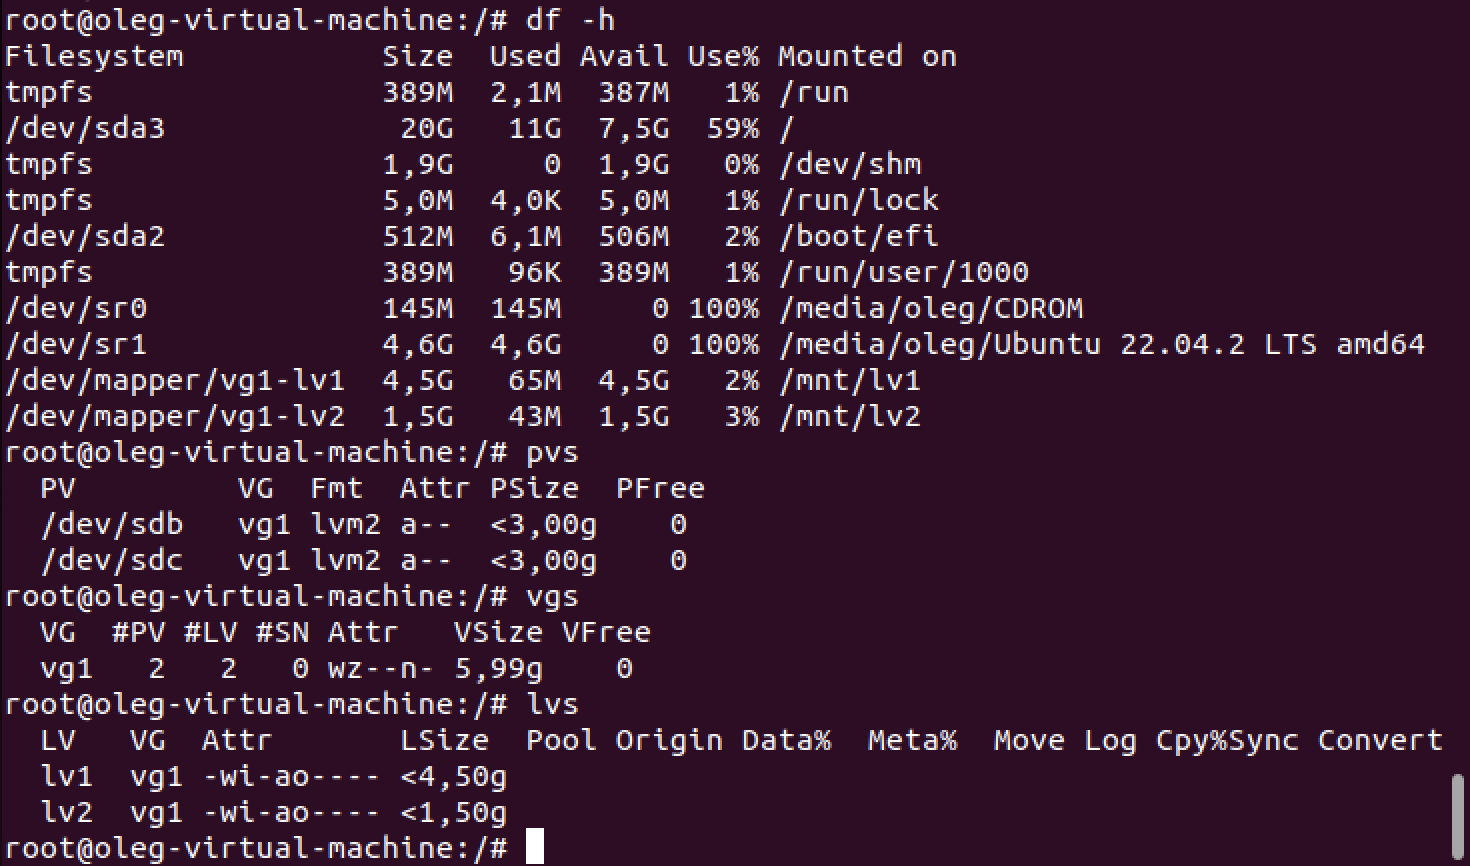 root@oleg-virtual-machine:/# df -h
Filesystem           Size  Used Avail Use% Mounted on
tmpfs                389M  2,1M  387M   1% /run
/dev/sda3             20G   11G  7,5G  59% /
tmpfs                1,9G     0  1,9G   0% /dev/shm
tmpfs                5,0M  4,0K  5,0M   1% /run/lock
/dev/sda2            512M  6,1M  506M   2% /boot/efi
tmpfs                389M   96K  389M   1% /run/user/1000
/dev/sr0             145M  145M     0 100% /media/oleg/CDROM
/dev/sr1             4,6G  4,6G     0 100% /media/oleg/Ubuntu 22.04.2 LTS amd64
/dev/mapper/vg1-lv1  4,5G   65M  4,5G   2% /mnt/lv1
/dev/mapper/vg1-lv2  1,5G   43M  1,5G   3% /mnt/lv2
root@oleg-virtual-machine:/# pvs
  PV         VG  Fmt  Attr PSize  PFree
  /dev/sdb   vg1 lvm2 a--  <3,00g    0
  /dev/sdc   vg1 lvm2 a--  <3,00g    0
root@oleg-virtual-machine:/# vgs
  VG  #PV #LV #SN Attr   VSize VFree
  vg1   2   2   0 wz--n- 5,99g    0
root@oleg-virtual-machine:/# lvs
  LV   VG  Attr       LSize  Pool Origin Data%  Meta%  Move Log Cpy%Sync Convert
  lv1  vg1 -wi-ao---- <4,50g
  lv2  vg1 -wi-ao---- <1,50g
root@oleg-virtual-machine:/#